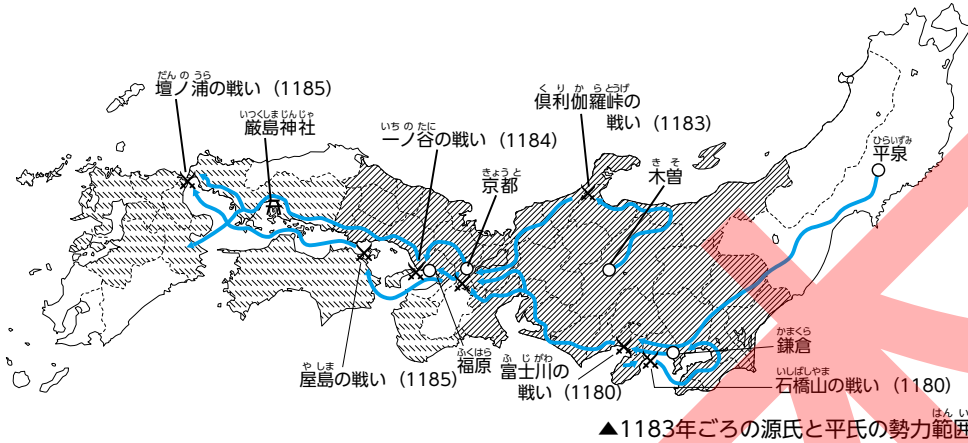 壇ノ浦の戦い（1185）
だんのうら
厳島神社
いつくしまじんじゃ
一ノ谷の戦い（1184）
いちのたに
京都
きょうと
倶利伽羅峠の
くりからとうげ
戦い（1183）
木曽
きそ
平泉
ひらいずみ
屋島の戦い（1185）
やしま
福原
ふくはら
富士川の
ふじがわ
戦い（1180）
鎌倉
かまくら
石橋山の戦い（1180）
いしばしやま
▲1183年ごろの源氏と平氏の勢力範囲
はんい